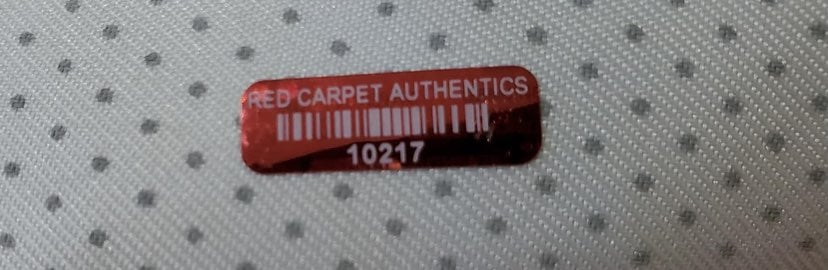 RED CARPET AUTHENTICS
10217